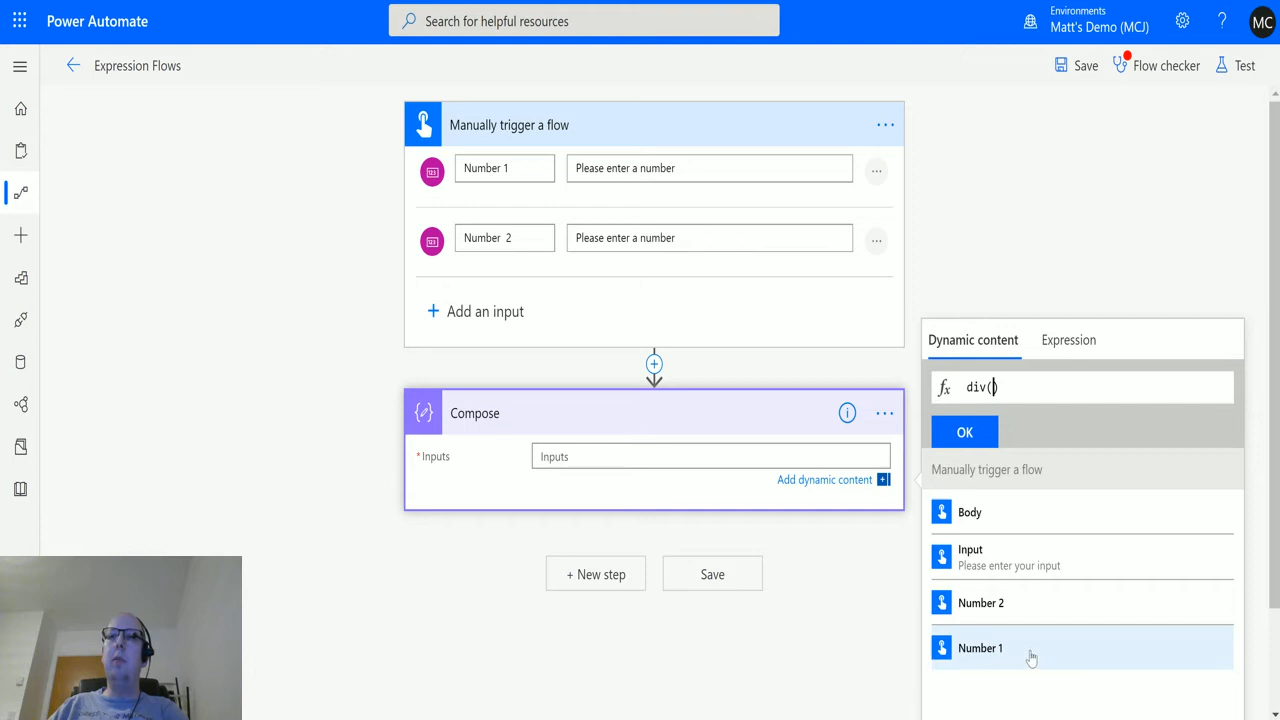 Power Automate
Search for helpful resources
Environments
Matt's Demo (MCJ)
?
MC
Expression Flows
Save
Flow checker
Test
Manually trigger a flow
...
123
Number 1
Please enter a number
...
123
Number 2
Please enter a number
...
+ Add an input
+
Compose
i
...
* Inputs
Inputs
Add dynamic content
+ New step
Save
Dynamic content
Expression
fx
div()
OK
Manually trigger a flow
Body
Input
Please enter your input
Number 2
Number 1